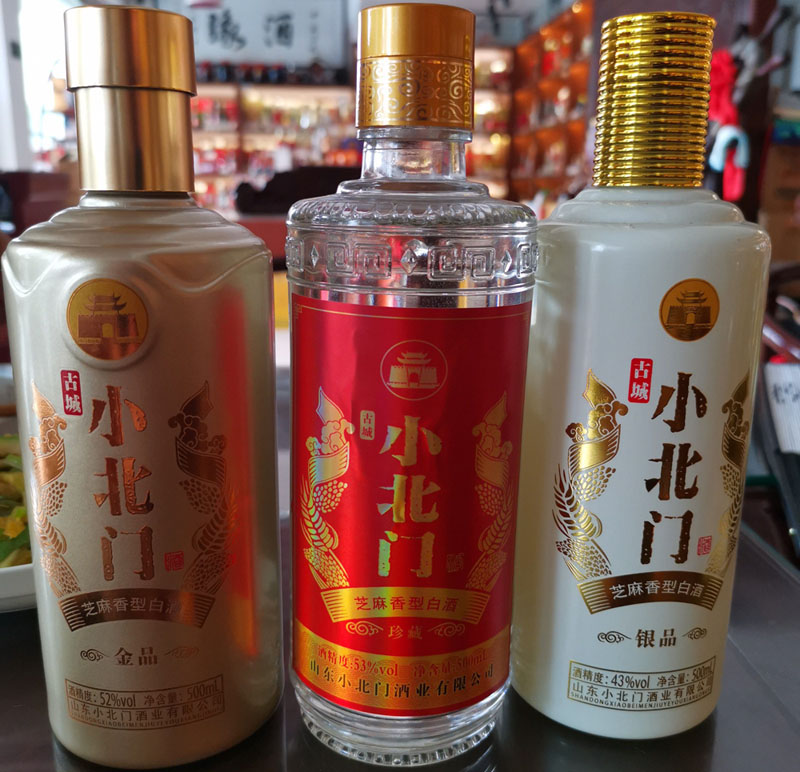 缘酒
古城
小北门
芝麻香型白酒
金品
酒精度:52%vol 净含量:500mL
山东小北门酒业有限公司
古城
小北门
芝麻香型白酒
珍藏
酒精度:53%vol 净含量:500mL
山东小北门酒业有限公司
古城
小北门
芝麻香型白酒
银品
酒精度:43%vol 净含量:500mL
山东小北门酒业有限公司
SHANDONGXIAOBEIMENJIUYEYOUXIANGONGSI